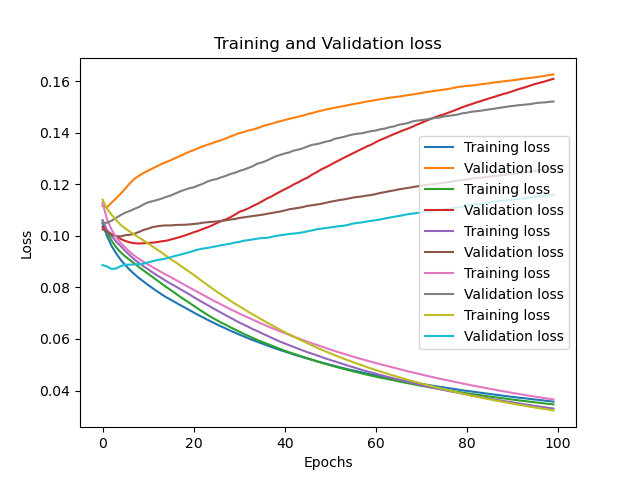 Training and Validation loss
0.16
0.14
0.12
0.10
0.08
0.06
0.04
Loss
0
20
40
60
80
100
Epochs
Training loss
Validation loss
Training loss
Validation loss
Training loss
Validation loss
Training loss
Validation loss
Training loss
Validation loss